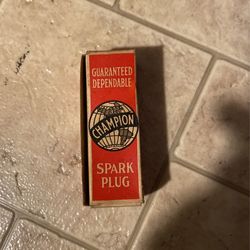 GUARANTEED
DEPENDABLE
CHAMPION
SPARK
PLUG